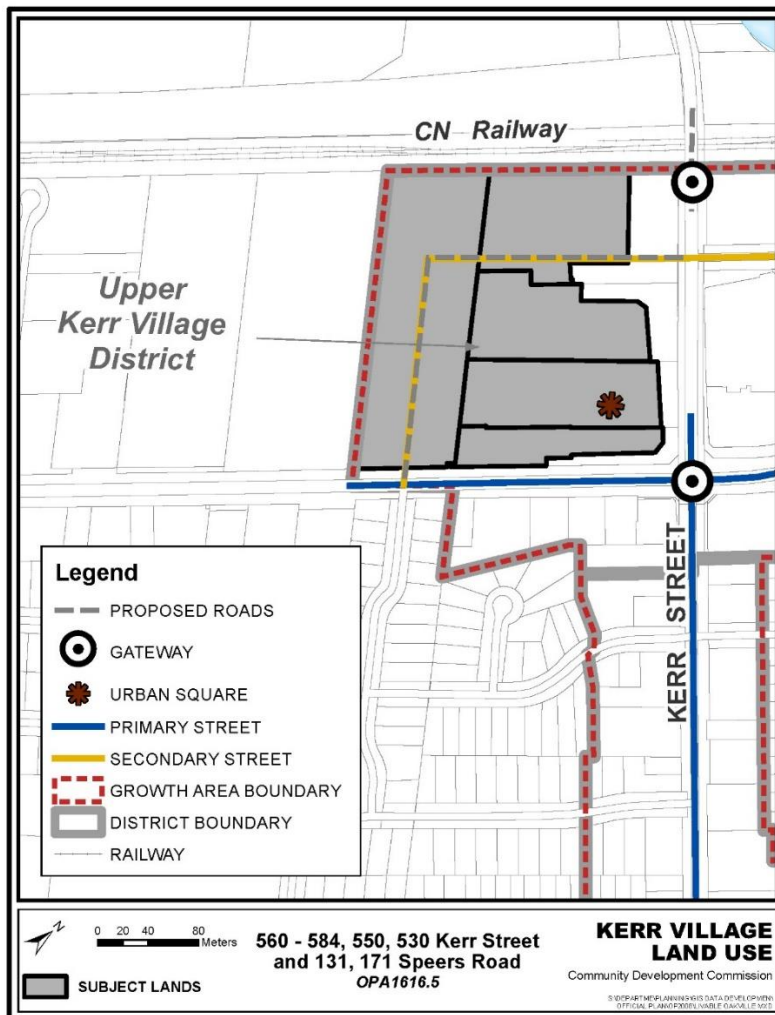 CN Railway
Upper
Kerr Village
District
KERR STREET
Legend
PROPOSED ROADS
GATEWAY
URBAN SQUARE
PRIMARY STREET
SECONDARY STREET
GROWTH AREA BOUNDARY
DISTRICT BOUNDARY
RAILWAY
0 20 40 80
Meters
SUBJECT LANDS
560 - 584, 550, 530 Kerr Street
and 131, 171 Speers Road
OPA1616.5
KERR VILLAGE
LAND USE
Community Development Commission